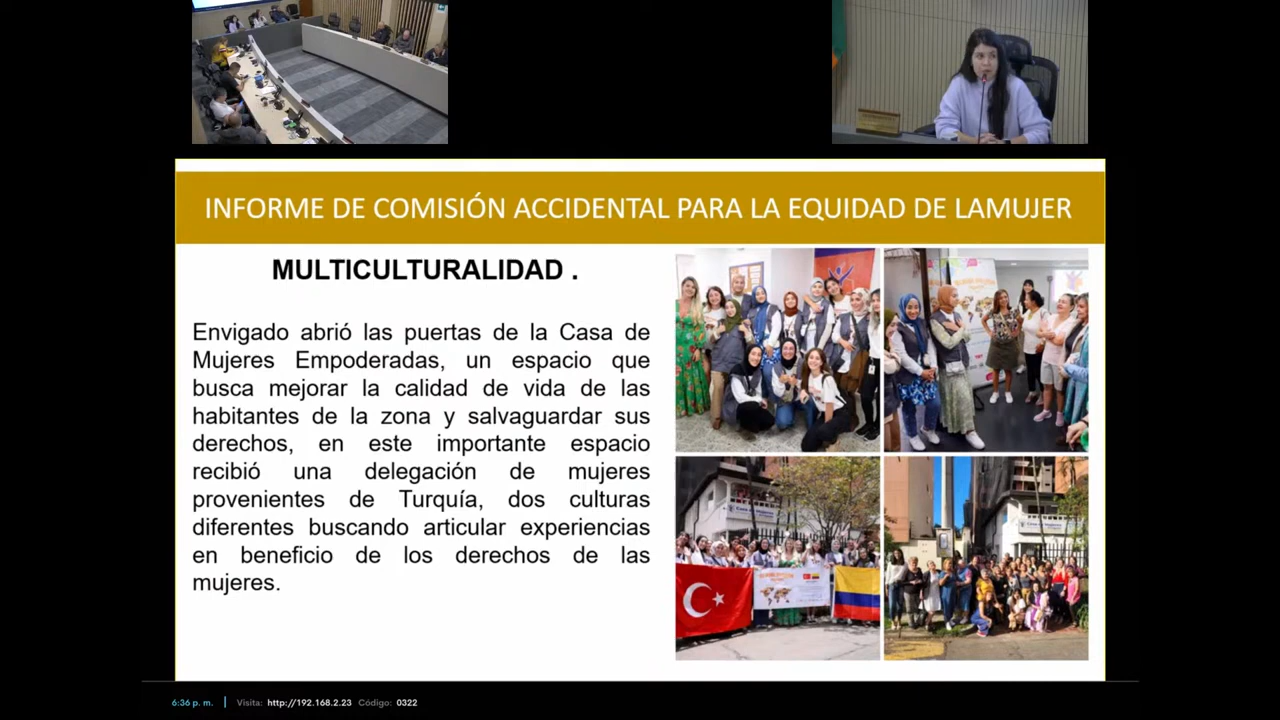 INFORME DE COMISIÓN ACCIDENTAL PARA LA EQUIDAD DE LAMUJER
MULTICULTURALIDAD .
Envigado abrió las puertas de la Casa de
Mujeres Empoderadas, un espacio que
busca mejorar la calidad de vida de las
habitantes de la zona y salvaguardar sus
derechos, en este importante espacio
recibió una delegación de mujeres
provenientes de Turquía, dos culturas
diferentes buscando articular experiencias
en beneficio de los derechos de las
mujeres.
6:36 p. m. | Visita: http://192.168.2.23 Código: 0322